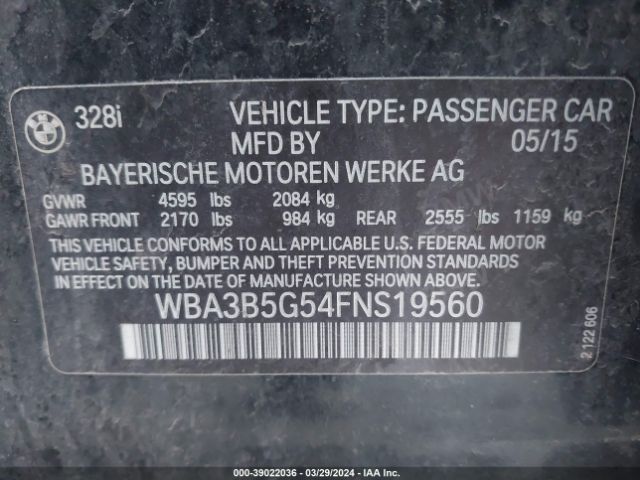 BMW 328i VEHICLE TYPE: PASSENGER CAR
MFD BY 05/15
BAYERISCHE MOTOREN WERKE AG
GVWR 4595 lbs 2084 kg
GAWR FRONT 2170 lbs 984 kg REAR 2555 lbs 1159 kg
THIS VEHICLE CONFORMS TO ALL APPLICABLE U.S. FEDERAL MOTOR
VEHICLE SAFETY, BUMPER AND THEFT PREVENTION STANDARDS
IN EFFECT ON THE DATE OF MANUFACTURE SHOWN ABOVE.
WBA3B5G54FNS19560
2 122 606
000-39022036 - 03/29/2024 - IAA Inc.